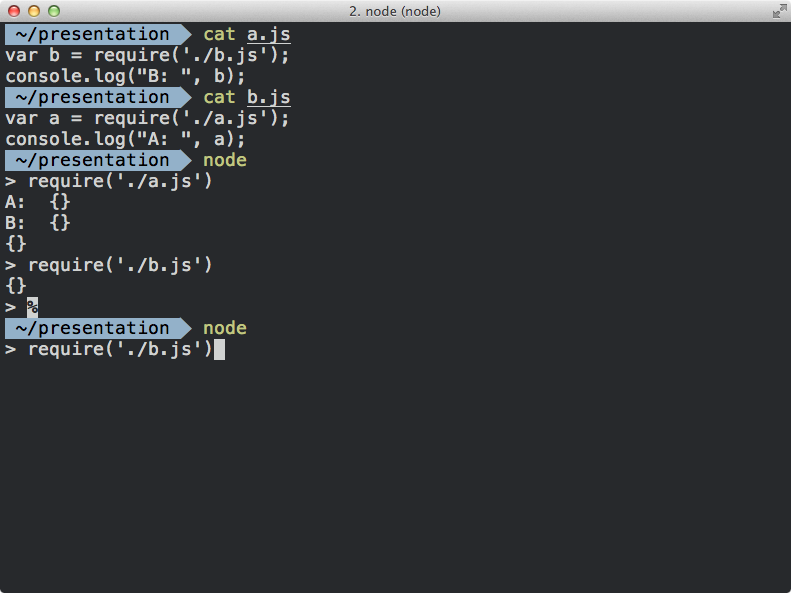 2. node (node)
~/presentation cat a.js
var b = require('./b.js');
console.log("B: ", b);
~/presentation cat b.js
var a = require('./a.js');
console.log("A: ", a);
~/presentation node
> require('./a.js')
A:  {}
B:  {}
{}
> require('./b.js')
{}
> %
~/presentation node
> require('./b.js')